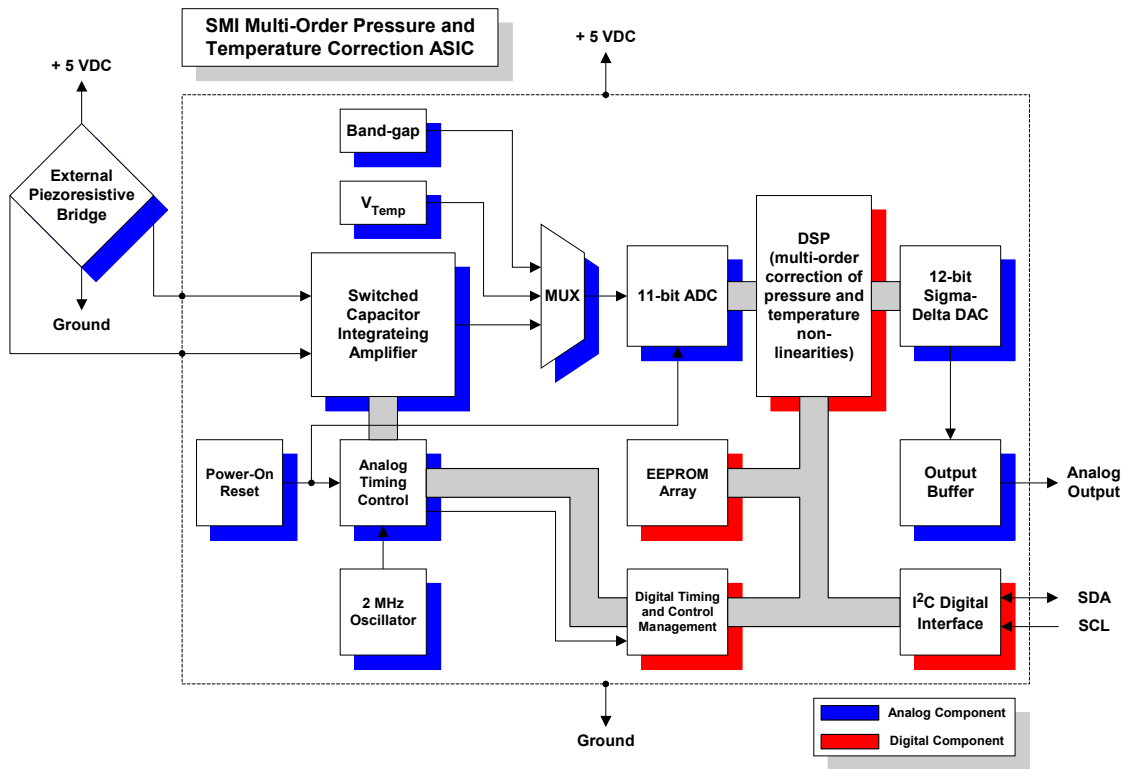 SMI Multi-Order Pressure and
Temperature Correction ASIC
+ 5 VDC
+ 5 VDC
External
Piezoresistive
Bridge
Ground
Band-gap
V_Temp
Switched
Capacitor
Integrateing
Amplifier
MUX
11-bit ADC
DSP
(multi-order
correction of
pressure and
temperature
non-
linearities)
12-bit
Sigma-
Delta DAC
Power-On
Reset
Analog
Timing
Control
EEPROM
Array
Output
Buffer
Analog
Output
2 MHz
Oscillator
Digital Timing
and Control
Management
I²C Digital
Interface
SDA
SCL
Ground
Analog Component
Digital Component